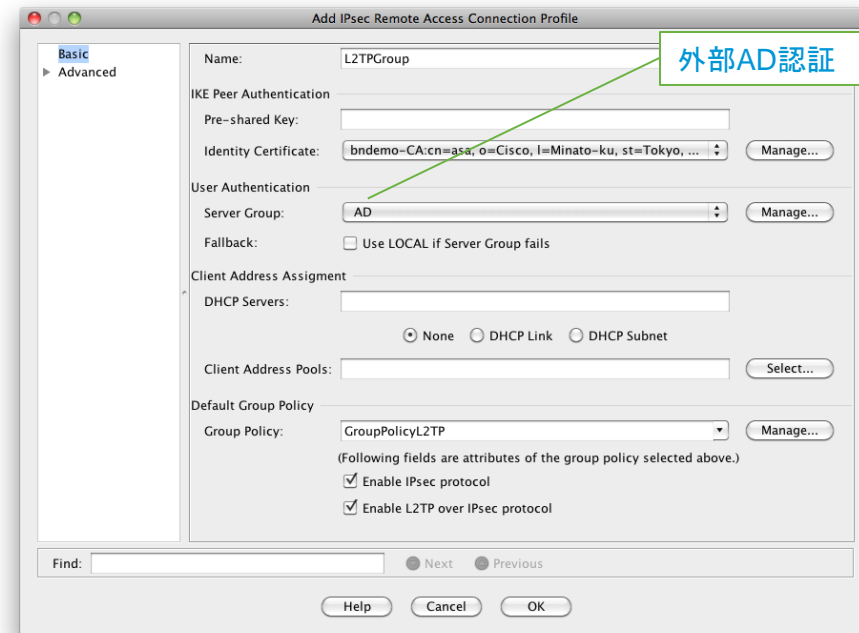 Add IPsec Remote Access Connection Profile
Basic
Advanced
Name: L2TPGroup
外部AD認証
IKE Peer Authentication
Pre-shared Key:
Identity Certificate: bndemo-CA:cn=asa, o=Cisco, l=Minato-ku, st=Tokyo, ... Manage...
User Authentication
Server Group: AD Manage...
Fallback: Use LOCAL if Server Group fails
Client Address Assigment
DHCP Servers:
None DHCP Link DHCP Subnet
Client Address Pools: Select...
Default Group Policy
Group Policy: GroupPolicyL2TP Manage...
(Following fields are attributes of the group policy selected above.)
Enable IPsec protocol
Enable L2TP over IPsec protocol
Find: Next Previous
Help Cancel OK